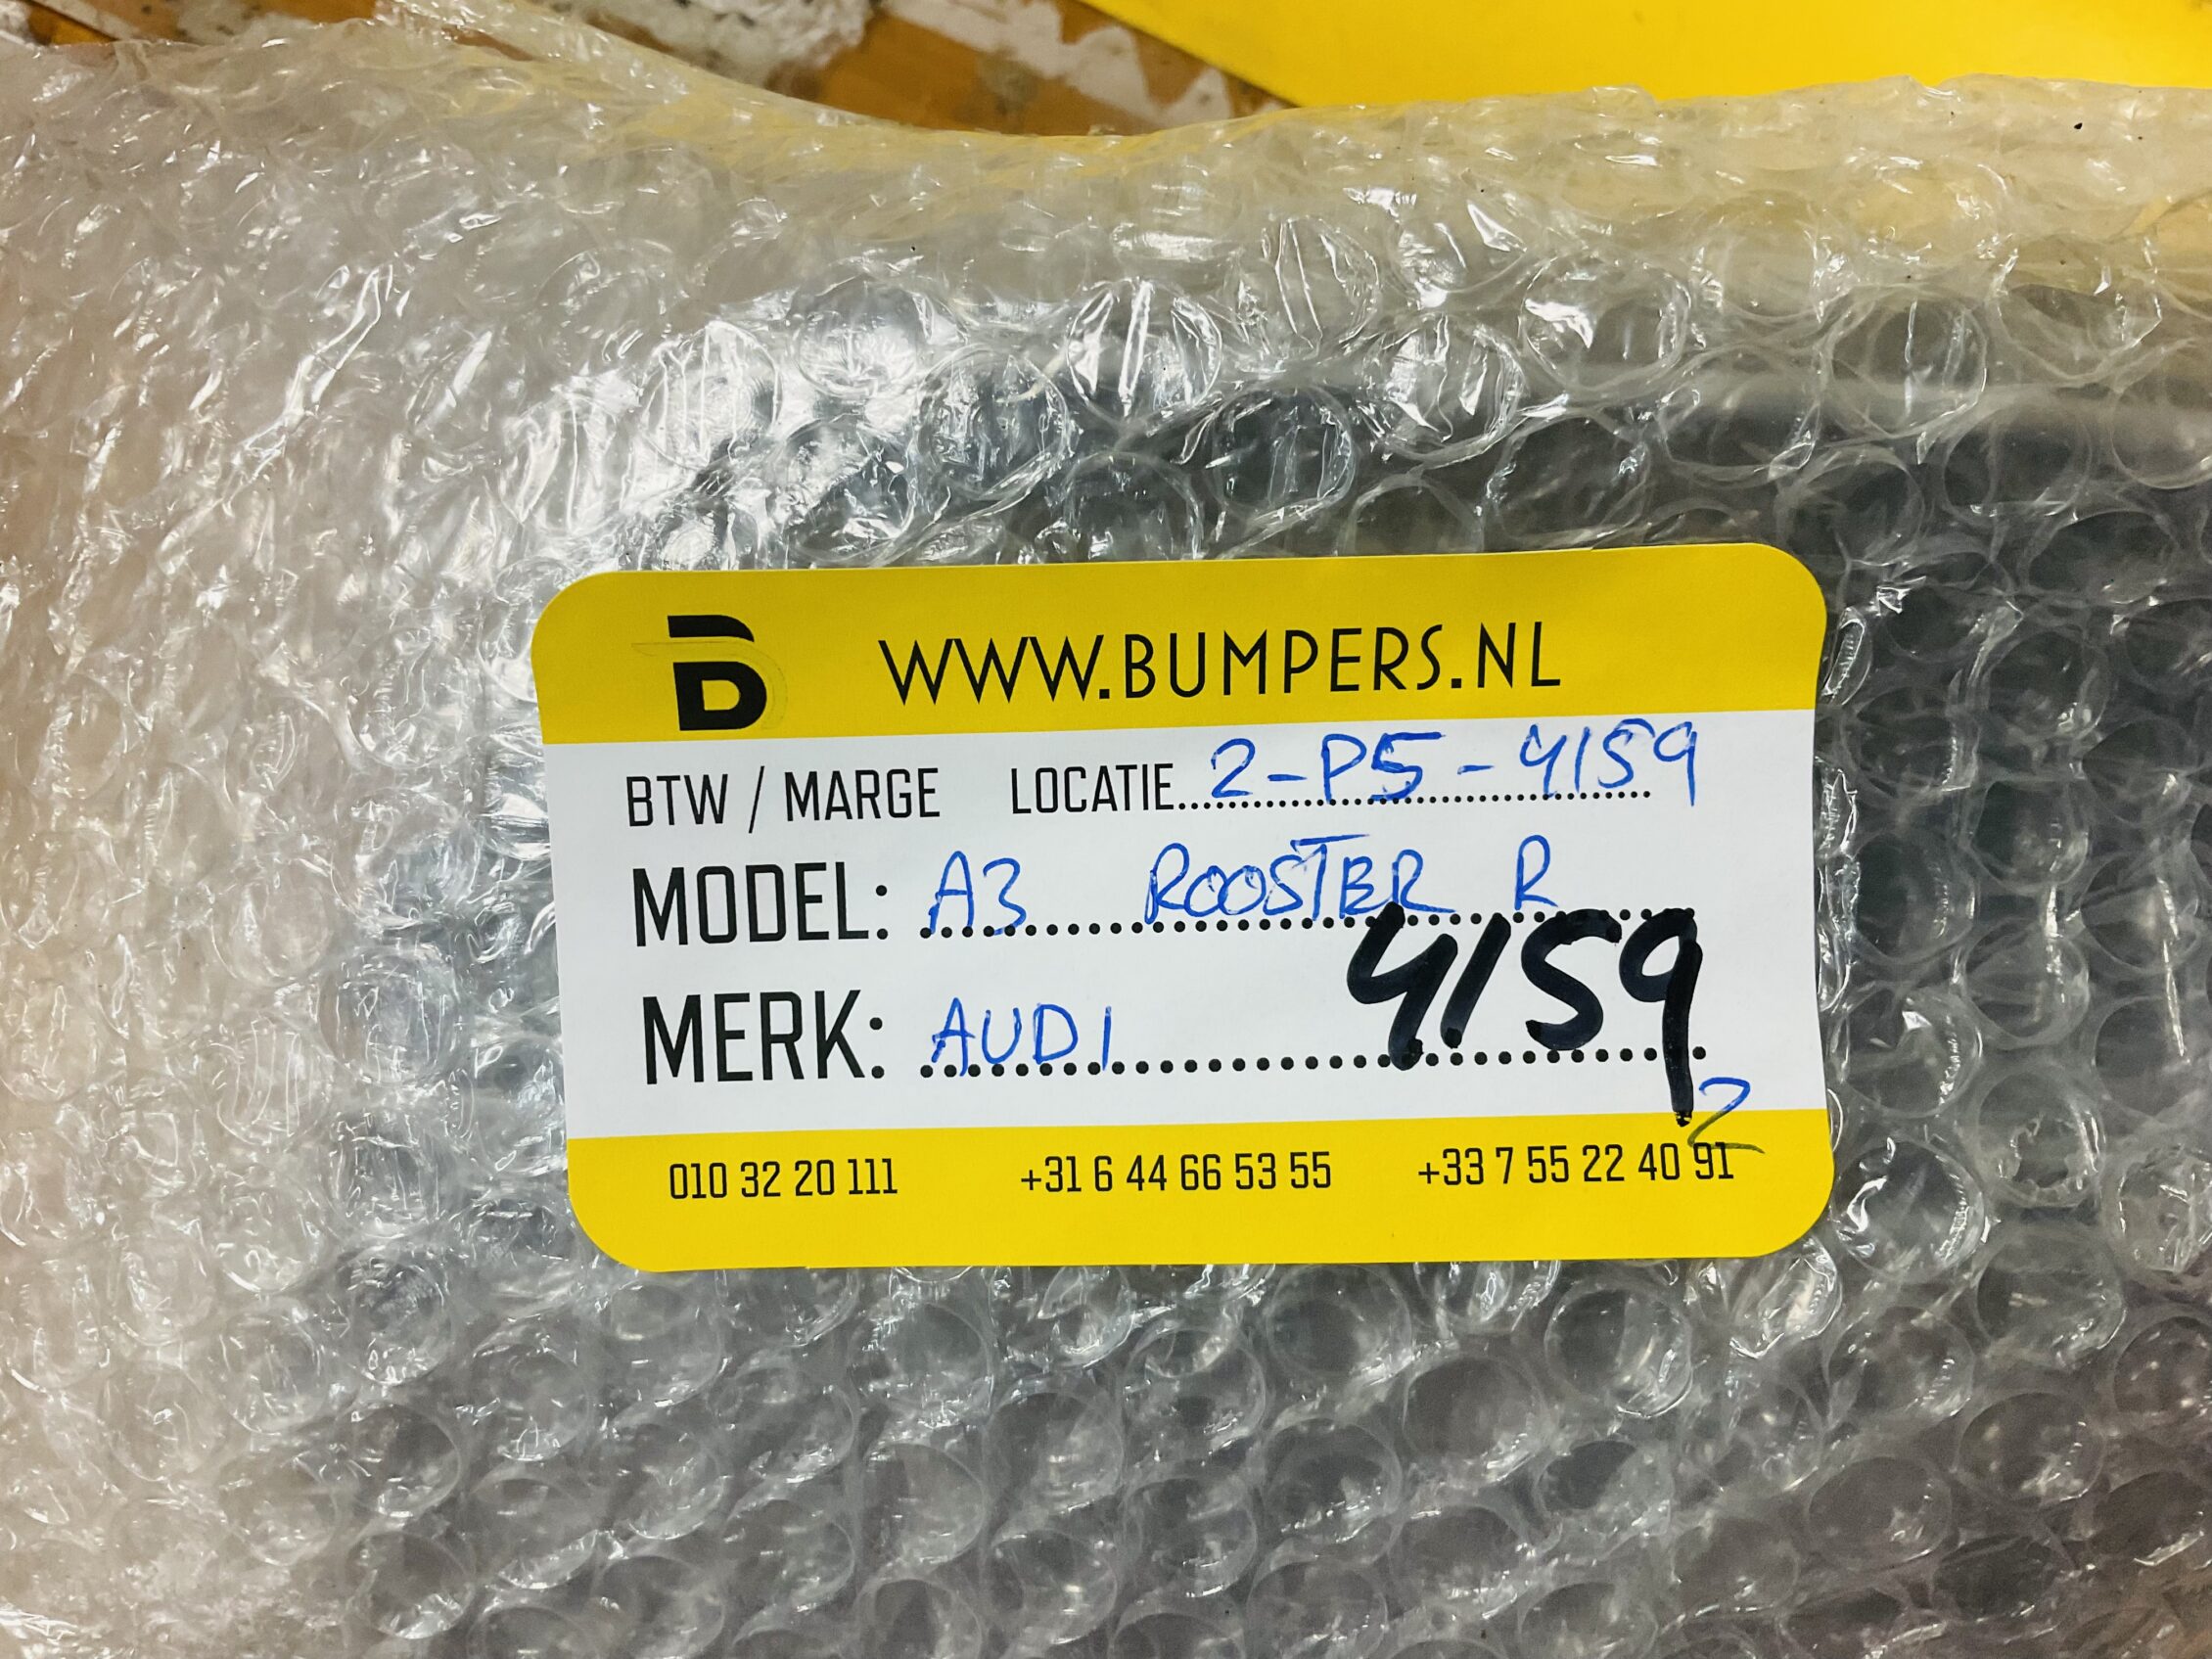 B WWW.BUMPERS.NL
BTW / MARGE LOCATIE 2-P5-4159
MODEL: A3 ROOSTER R
4159
MERK: AUDI
2
010 32 20 111 +31 6 44 66 53 55 +33 7 55 22 40 91